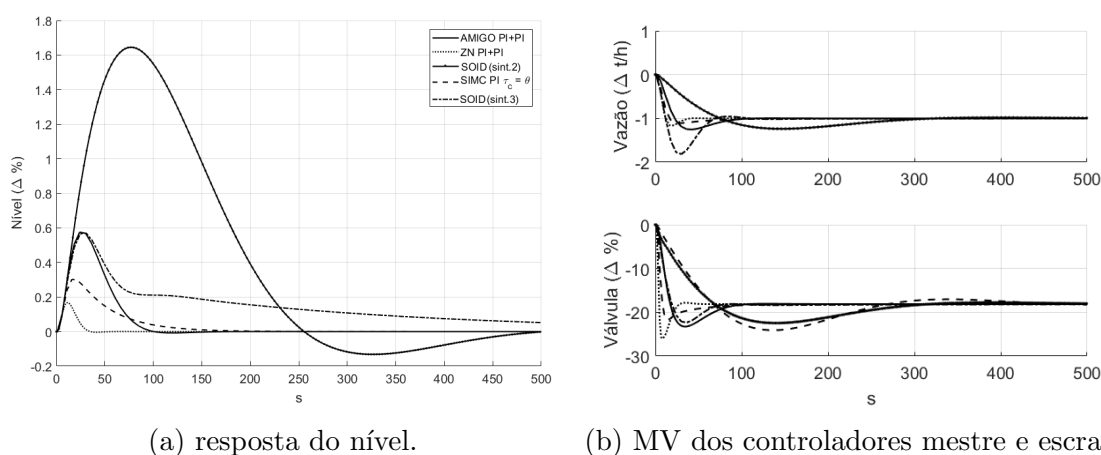 1.8
1.6
1.4
1.2
1
0.8
0.6
0.4
0.2
0
-0.2
Nível (Δ %)
0 50 100 150 200 250 300 350 400 450 500
s
AMIGO PI+PI
ZN PI+PI
SOID (sint.2)
SIMC PI τc = θ
SOID (sint.3)
(a) resposta do nível.
1
0
-1
-2
Vazão (Δ t/h)
0 100 200 300 400 500
0
-10
-20
-30
Válvula (Δ %)
0 100 200 300 400 500
s
(b) MV dos controladores mestre e escra